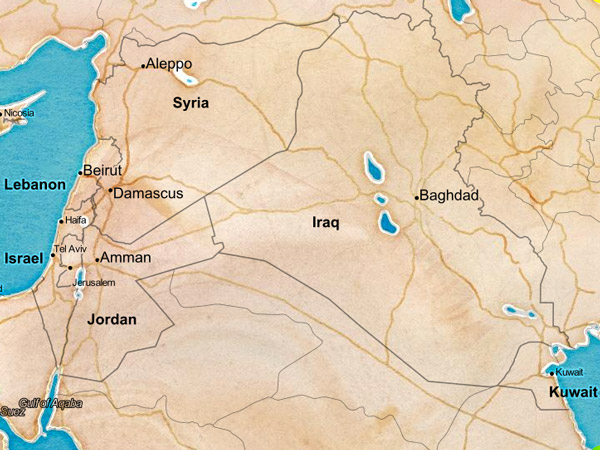 Aleppo
Syria
Nicosia
Beirut
Lebanon
Damascus
Baghdad
Haifa
Iraq
Tel Aviv
Israel
Amman
Jerusalem
Jordan
Kuwait
Kuwait
Gulf of Aqaba
Suez